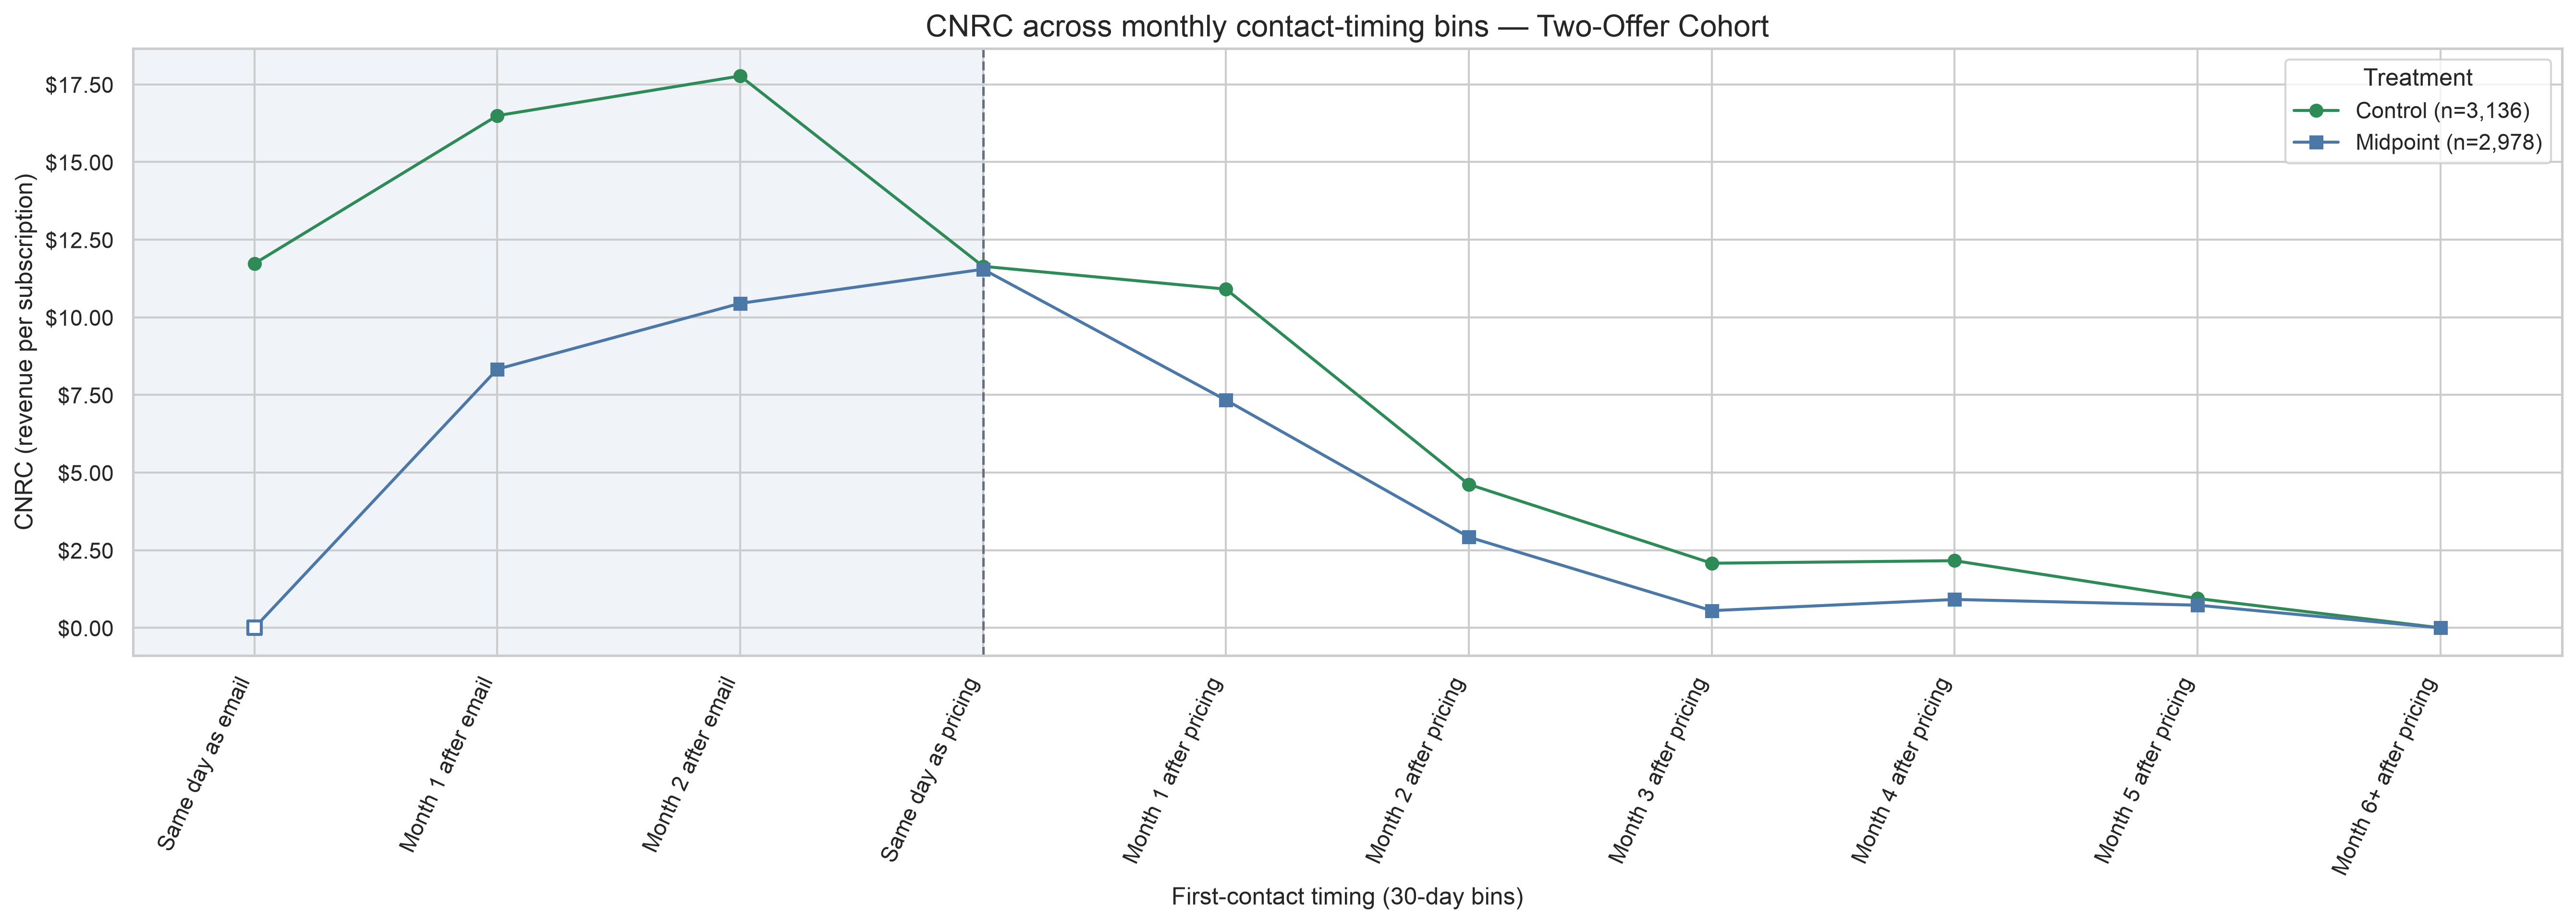 CNRC across monthly contact-timing bins — Two-Offer Cohort
CNRC (revenue per subscription)
$17.50
$15.00
$12.50
$10.00
$7.50
$5.00
$2.50
$0.00
Treatment
Control (n=3,136)
Midpoint (n=2,978)
Same day as email
Month 1 after email
Month 2 after email
Same day as pricing
Month 1 after pricing
Month 2 after pricing
Month 3 after pricing
Month 4 after pricing
Month 5 after pricing
Month 6+ after pricing
First-contact timing (30-day bins)